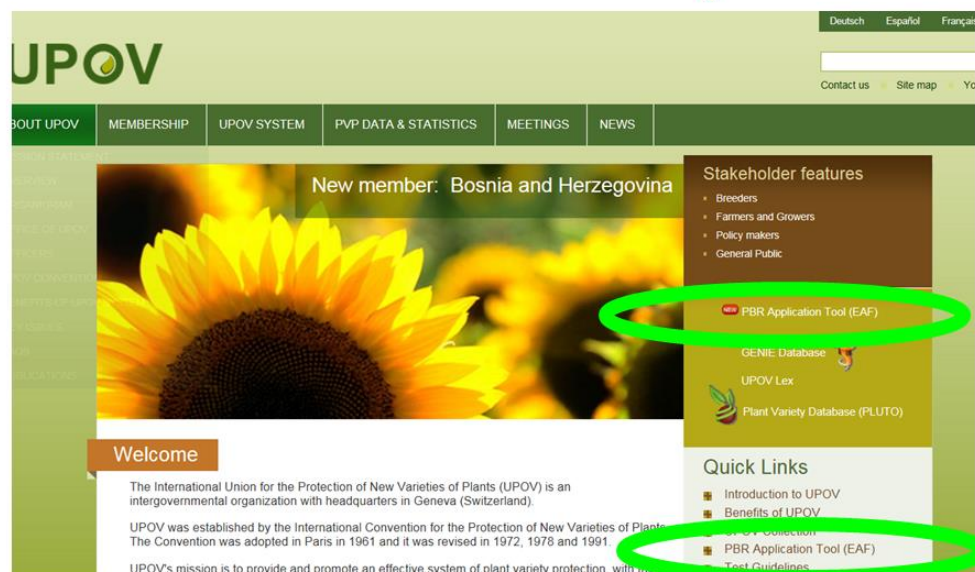 Deutsch Español Français
UPOV
Contact us Site map
ABOUT UPOV MEMBERSHIP UPOV SYSTEM PVP DATA & STATISTICS MEETINGS NEWS
New member: Bosnia and Herzegovina
Stakeholder features
Breeders
Farmers and Growers
Policy makers
General Public
NEW PBR Application Tool (EAF)
GENIE Database
UPOV Lex
Plant Variety Database (PLUTO)
Welcome
The International Union for the Protection of New Varieties of Plants (UPOV) is an
intergovernmental organization with headquarters in Geneva (Switzerland).
UPOV was established by the International Convention for the Protection of New Varieties of Plants.
The Convention was adopted in Paris in 1961 and it was revised in 1972, 1978 and 1991.
UPOV's mission is to provide and promote an effective system of plant variety protection, with
Quick Links
Introduction to UPOV
Benefits of UPOV
UPOV Collection
PBR Application Tool (EAF)
Test Guidelines